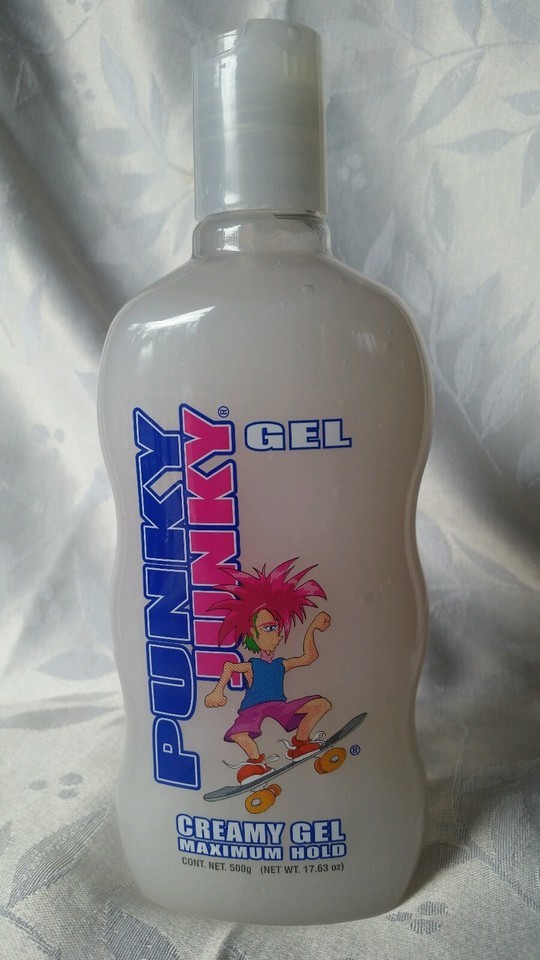 PUNKY
JUNKY®
GEL
®
CREAMY GEL
MAXIMUM HOLD
CONT. NET. 500g (NET WT. 17.63 oz)